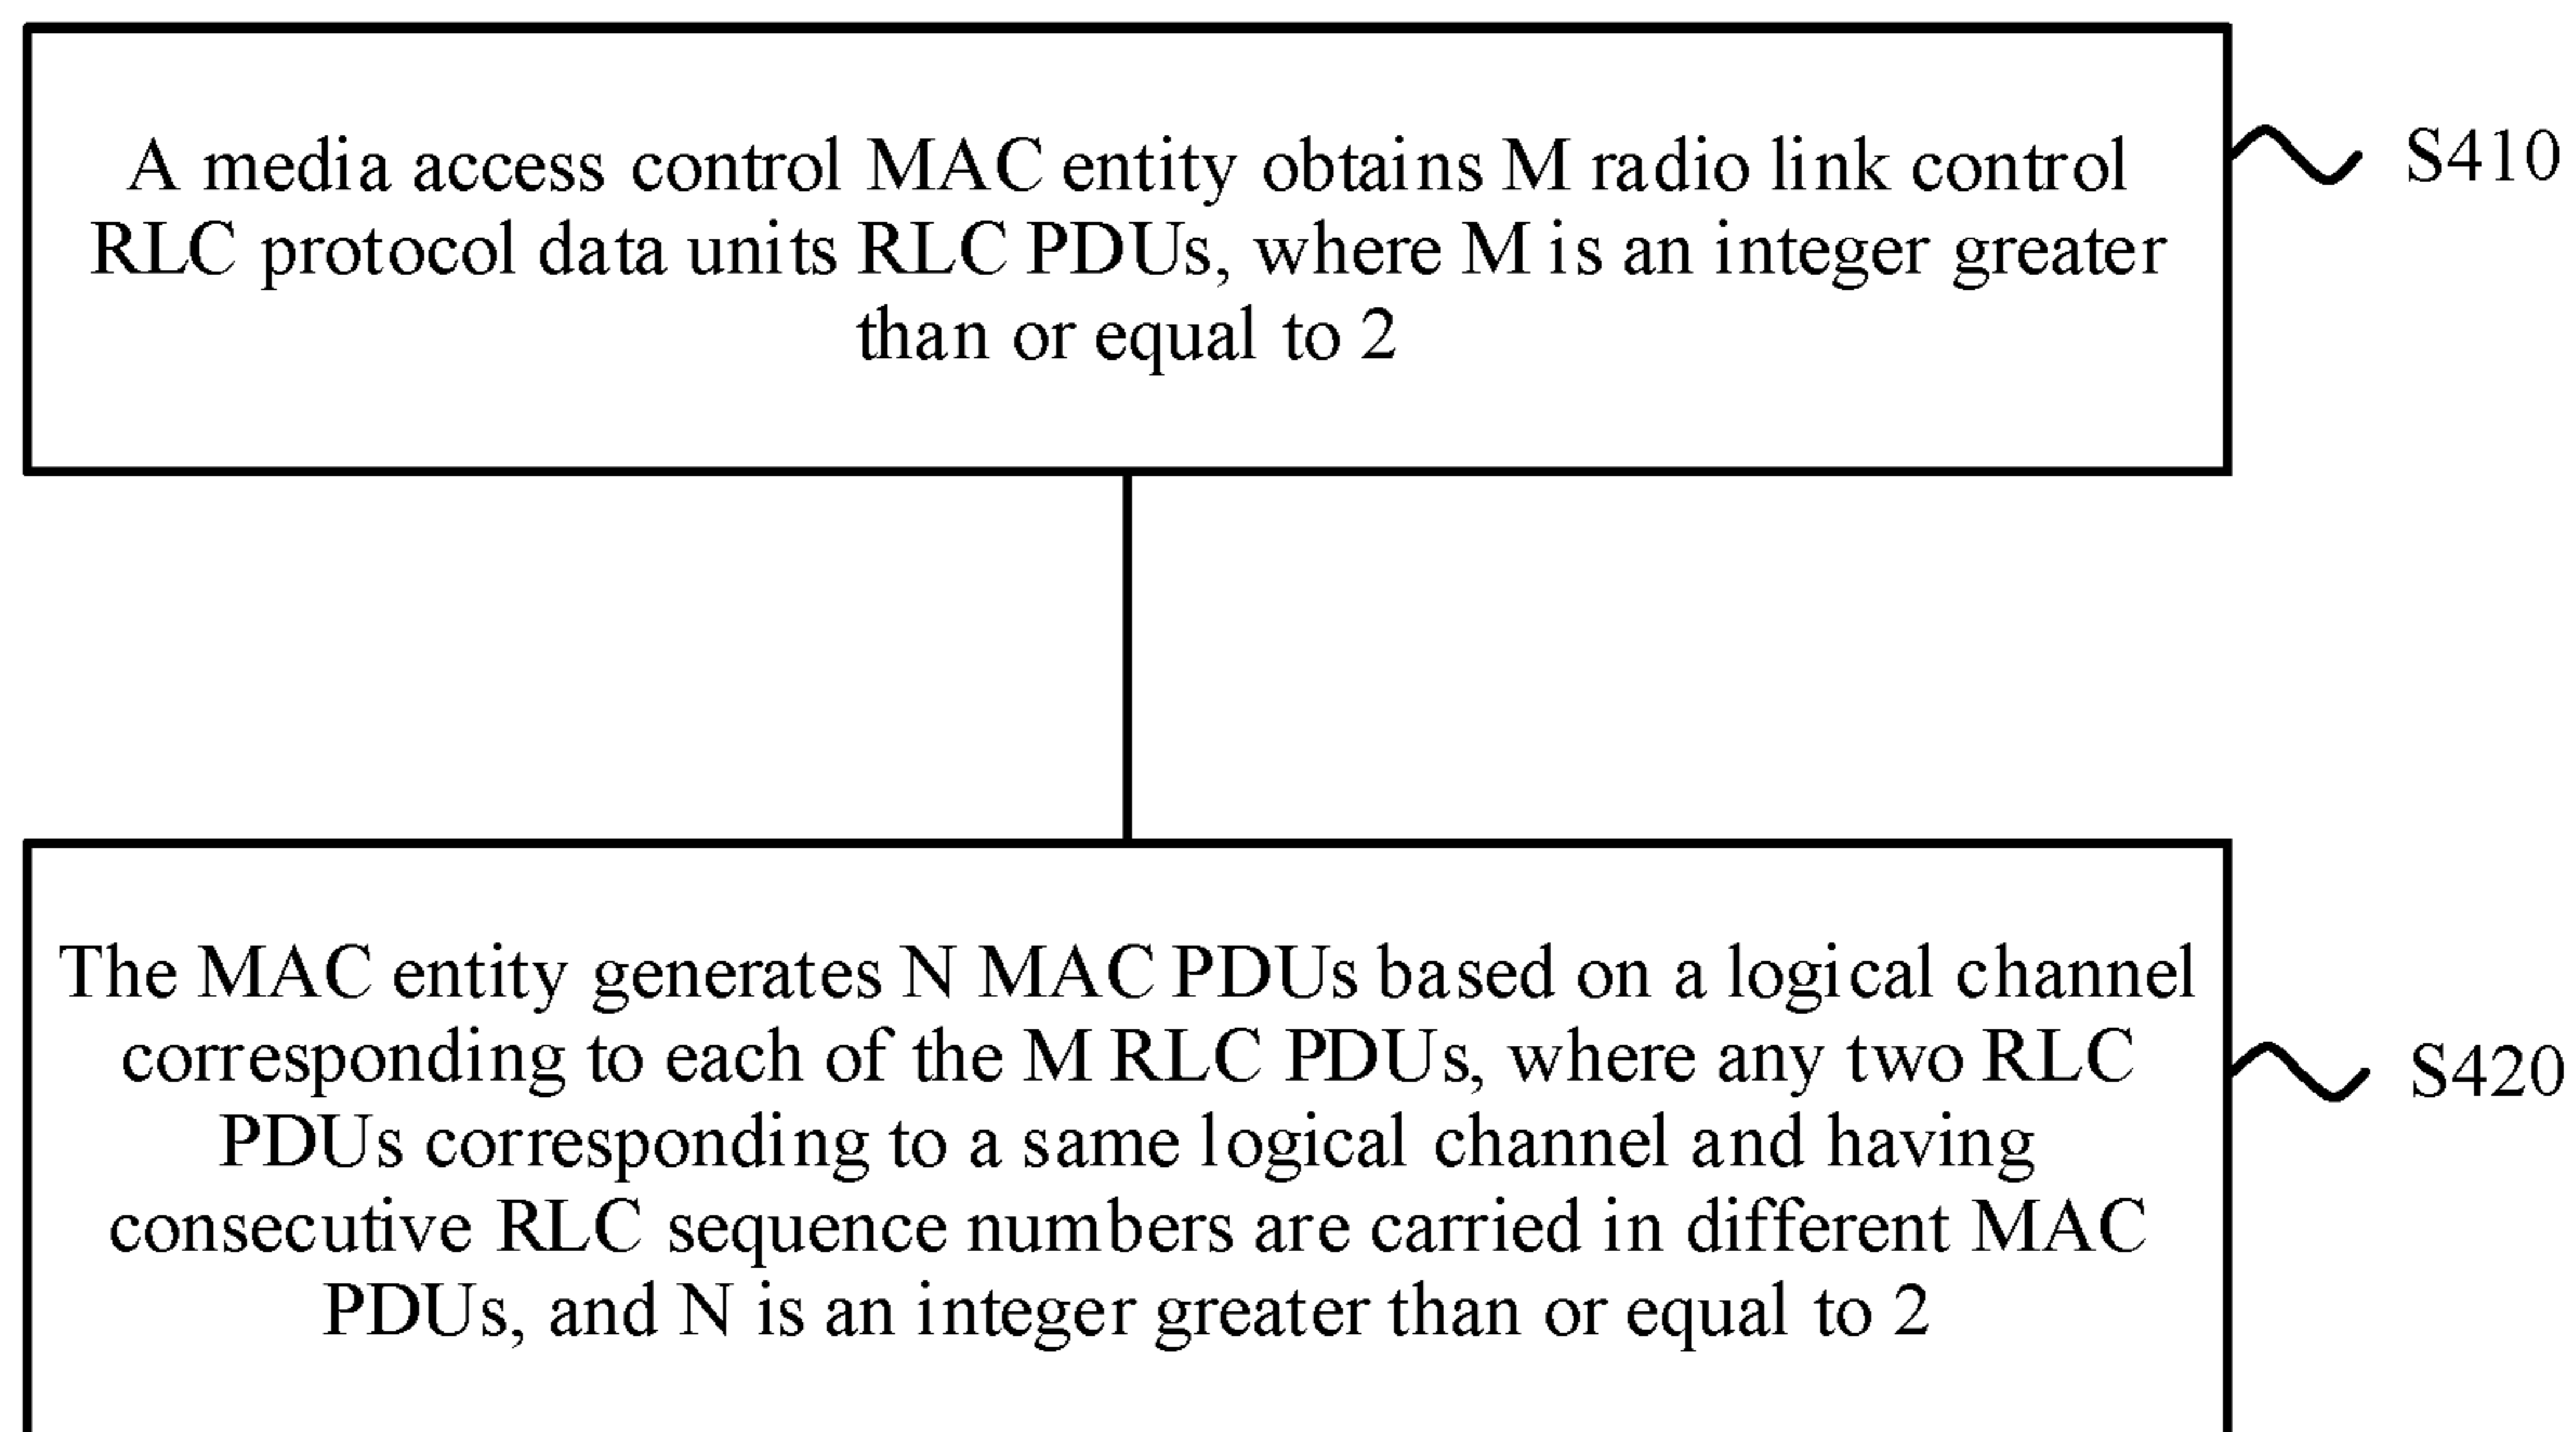 A media access control MAC entity obtains M radio link control
RLC protocol data units RLC PDUs, where M is an integer greater
than or equal to 2
S410
The MAC entity generates N MAC PDUs based on a logical channel
corresponding to each of the M RLC PDUs, where any two RLC
PDUs corresponding to a same logical channel and having
consecutive RLC sequence numbers are carried in different MAC
PDUs, and N is an integer greater than or equal to 2
S420